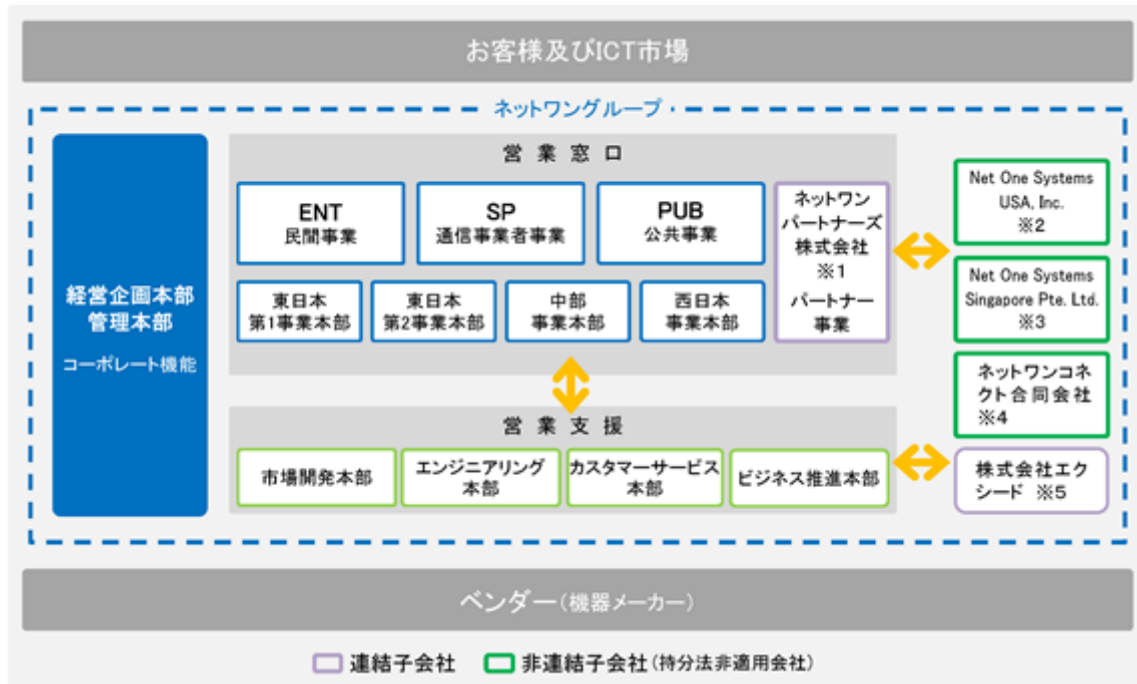 お客様及びICT市場
ネットワングループ
経営企画本部
管理本部
コーポレート機能
営業窓口
ENT
民間事業
SP
通信事業者事業
PUB
公共事業
東日本
第1事業本部
東日本
第2事業本部
中部
事業本部
西日本
事業本部
ネットワン
パートナーズ
株式会社
※1
パートナー
事業
営業支援
市場開発本部
エンジニアリング
本部
カスタマーサービス
本部
ビジネス推進本部
Net One Systems
USA, Inc.
※2
Net One Systems
Singapore Pte. Ltd.
※3
ネットワンコネ
クト合同会社
※4
株式会社エク
シード ※5
ベンダー(機器メーカー)
連結子会社 非連結子会社(持分法非適用会社)